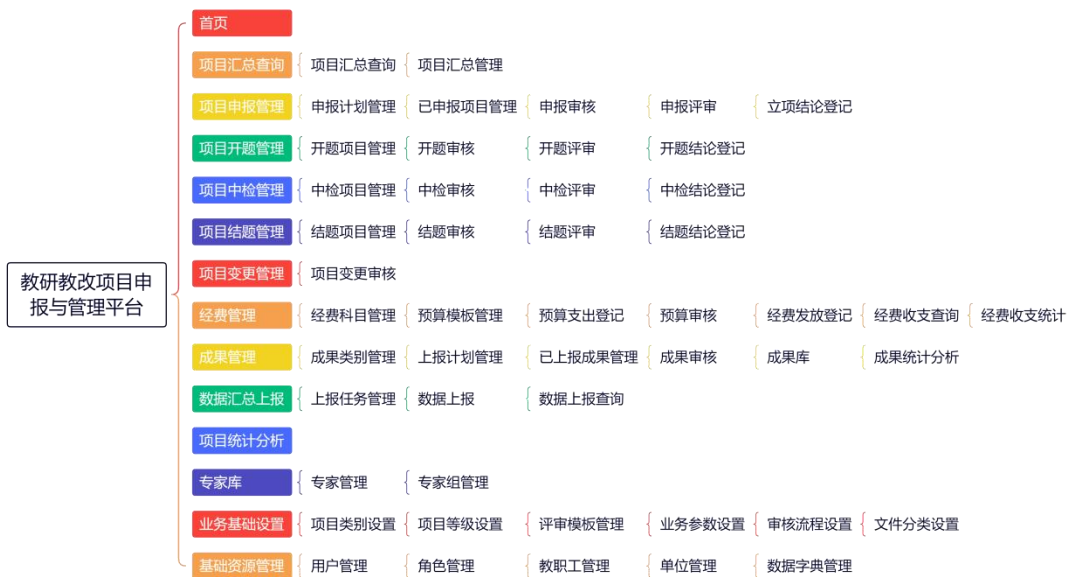 教研教改项目申
报与管理平台
首页
项目汇总查询 项目汇总查询 项目汇总管理
项目申报管理 申报计划管理 已申报项目管理 申报审核 申报评审 立项结论登记
项目开题管理 开题项目管理 开题审核 开题评审 开题结论登记
项目中检管理 中检项目管理 中检审核 中检评审 中检结论登记
项目结题管理 结题项目管理 结题审核 结题评审 结题结论登记
项目变更管理 项目变更审核
经费管理 经费科目管理 预算模板管理 预算支出登记 预算审核 经费发放登记 经费收支查询 经费收支统计
成果管理 成果类别管理 上报计划管理 已上报成果管理 成果审核 成果库 成果统计分析
数据汇总上报 上报任务管理 数据上报 数据上报查询
项目统计分析
专家库 专家管理 专家组管理
业务基础设置 项目类别设置 项目等级设置 评审模板管理 业务参数设置 审核流程设置 文件分类设置
基础资源管理 用户管理 角色管理 教职工管理 单位管理 数据字典管理